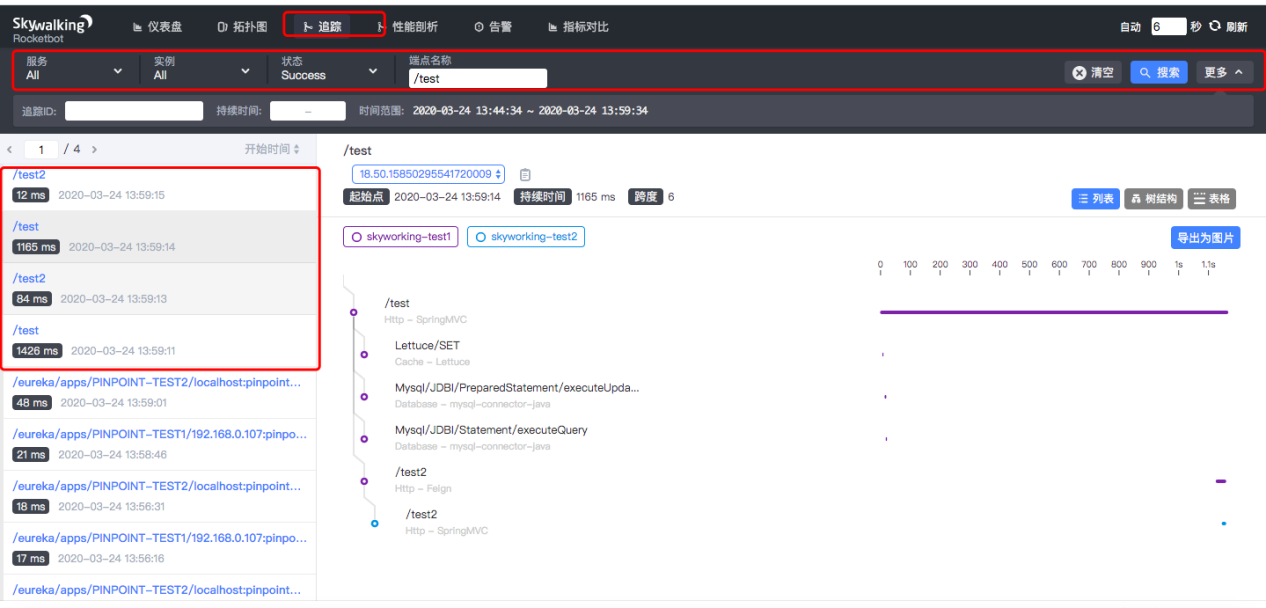 Skywalking
Rocketbot
仪表盘 拓扑图 追踪 性能剖析 告警 指标对比 自动 6 秒 刷新
服务 实例 状态 端点名称
All All Success /test 清空 搜索 更多
追踪ID: 持续时间: – 时间范围: 2020-03-24 13:44:34 ~ 2020-03-24 13:59:34
< 1 / 4 > 开始时间
/test2
12 ms 2020-03-24 13:59:15
/test
1165 ms 2020-03-24 13:59:14
/test2
84 ms 2020-03-24 13:59:13
/test
1426 ms 2020-03-24 13:59:11
/eureka/apps/PINPOINT-TEST2/localhost:pinpoint...
48 ms 2020-03-24 13:59:01
/eureka/apps/PINPOINT-TEST1/192.168.0.107:pinpo...
21 ms 2020-03-24 13:58:46
/eureka/apps/PINPOINT-TEST2/localhost:pinpoint...
18 ms 2020-03-24 13:56:31
/eureka/apps/PINPOINT-TEST1/192.168.0.107:pinpo...
17 ms 2020-03-24 13:56:16
/eureka/apps/PINPOINT-TEST2/localhost:pinpoint...
/test
18.50.15850295541720009
起始点 2020-03-24 13:59:14 持续时间 1165 ms 跨度 6
列表 树结构 表格
skyworking-test1 skyworking-test2
导出为图片
0 100 200 300 400 500 600 700 800 900 1s 1.1s
/test
Http - SpringMVC
Lettuce/SET
Cache - Lettuce
Mysql/JDBI/PreparedStatement/executeUpda...
Database - mysql-connector-java
Mysql/JDBI/Statement/executeQuery
Database - mysql-connector-java
/test2
Http - Feign
/test2
Http - SpringMVC